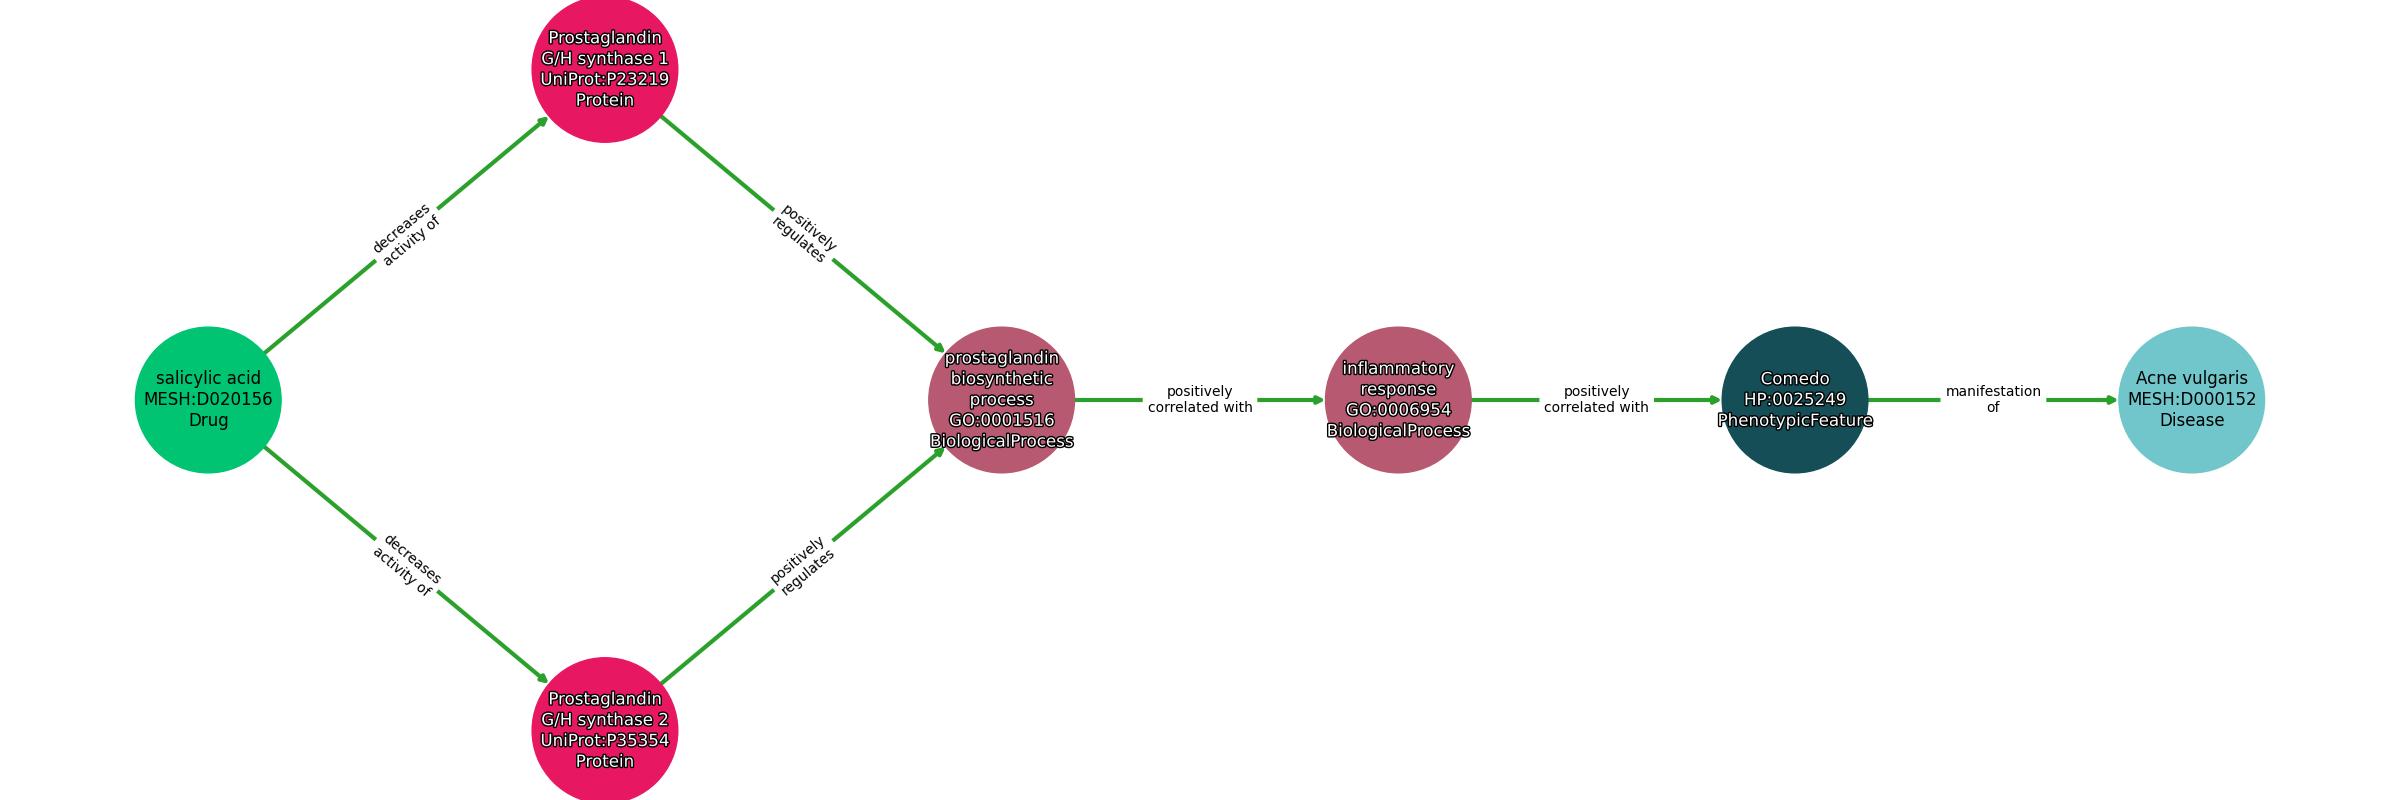 Prostaglandin
G/H synthase 1
UniProt:P23219
Protein
decreases
activity of
positively
regulates
salicylic acid
MESH:D020156
Drug
prostaglandin
biosynthetic
process
GO:0001516
BiologicalProcess
positively
correlated with
inflammatory
response
GO:0006954
BiologicalProcess
positively
correlated with
Comedo
HP:0025249
PhenotypicFeature
manifestation
of
Acne vulgaris
MESH:D000152
Disease
decreases
activity of
positively
regulates
Prostaglandin
G/H synthase 2
UniProt:P35354
Protein